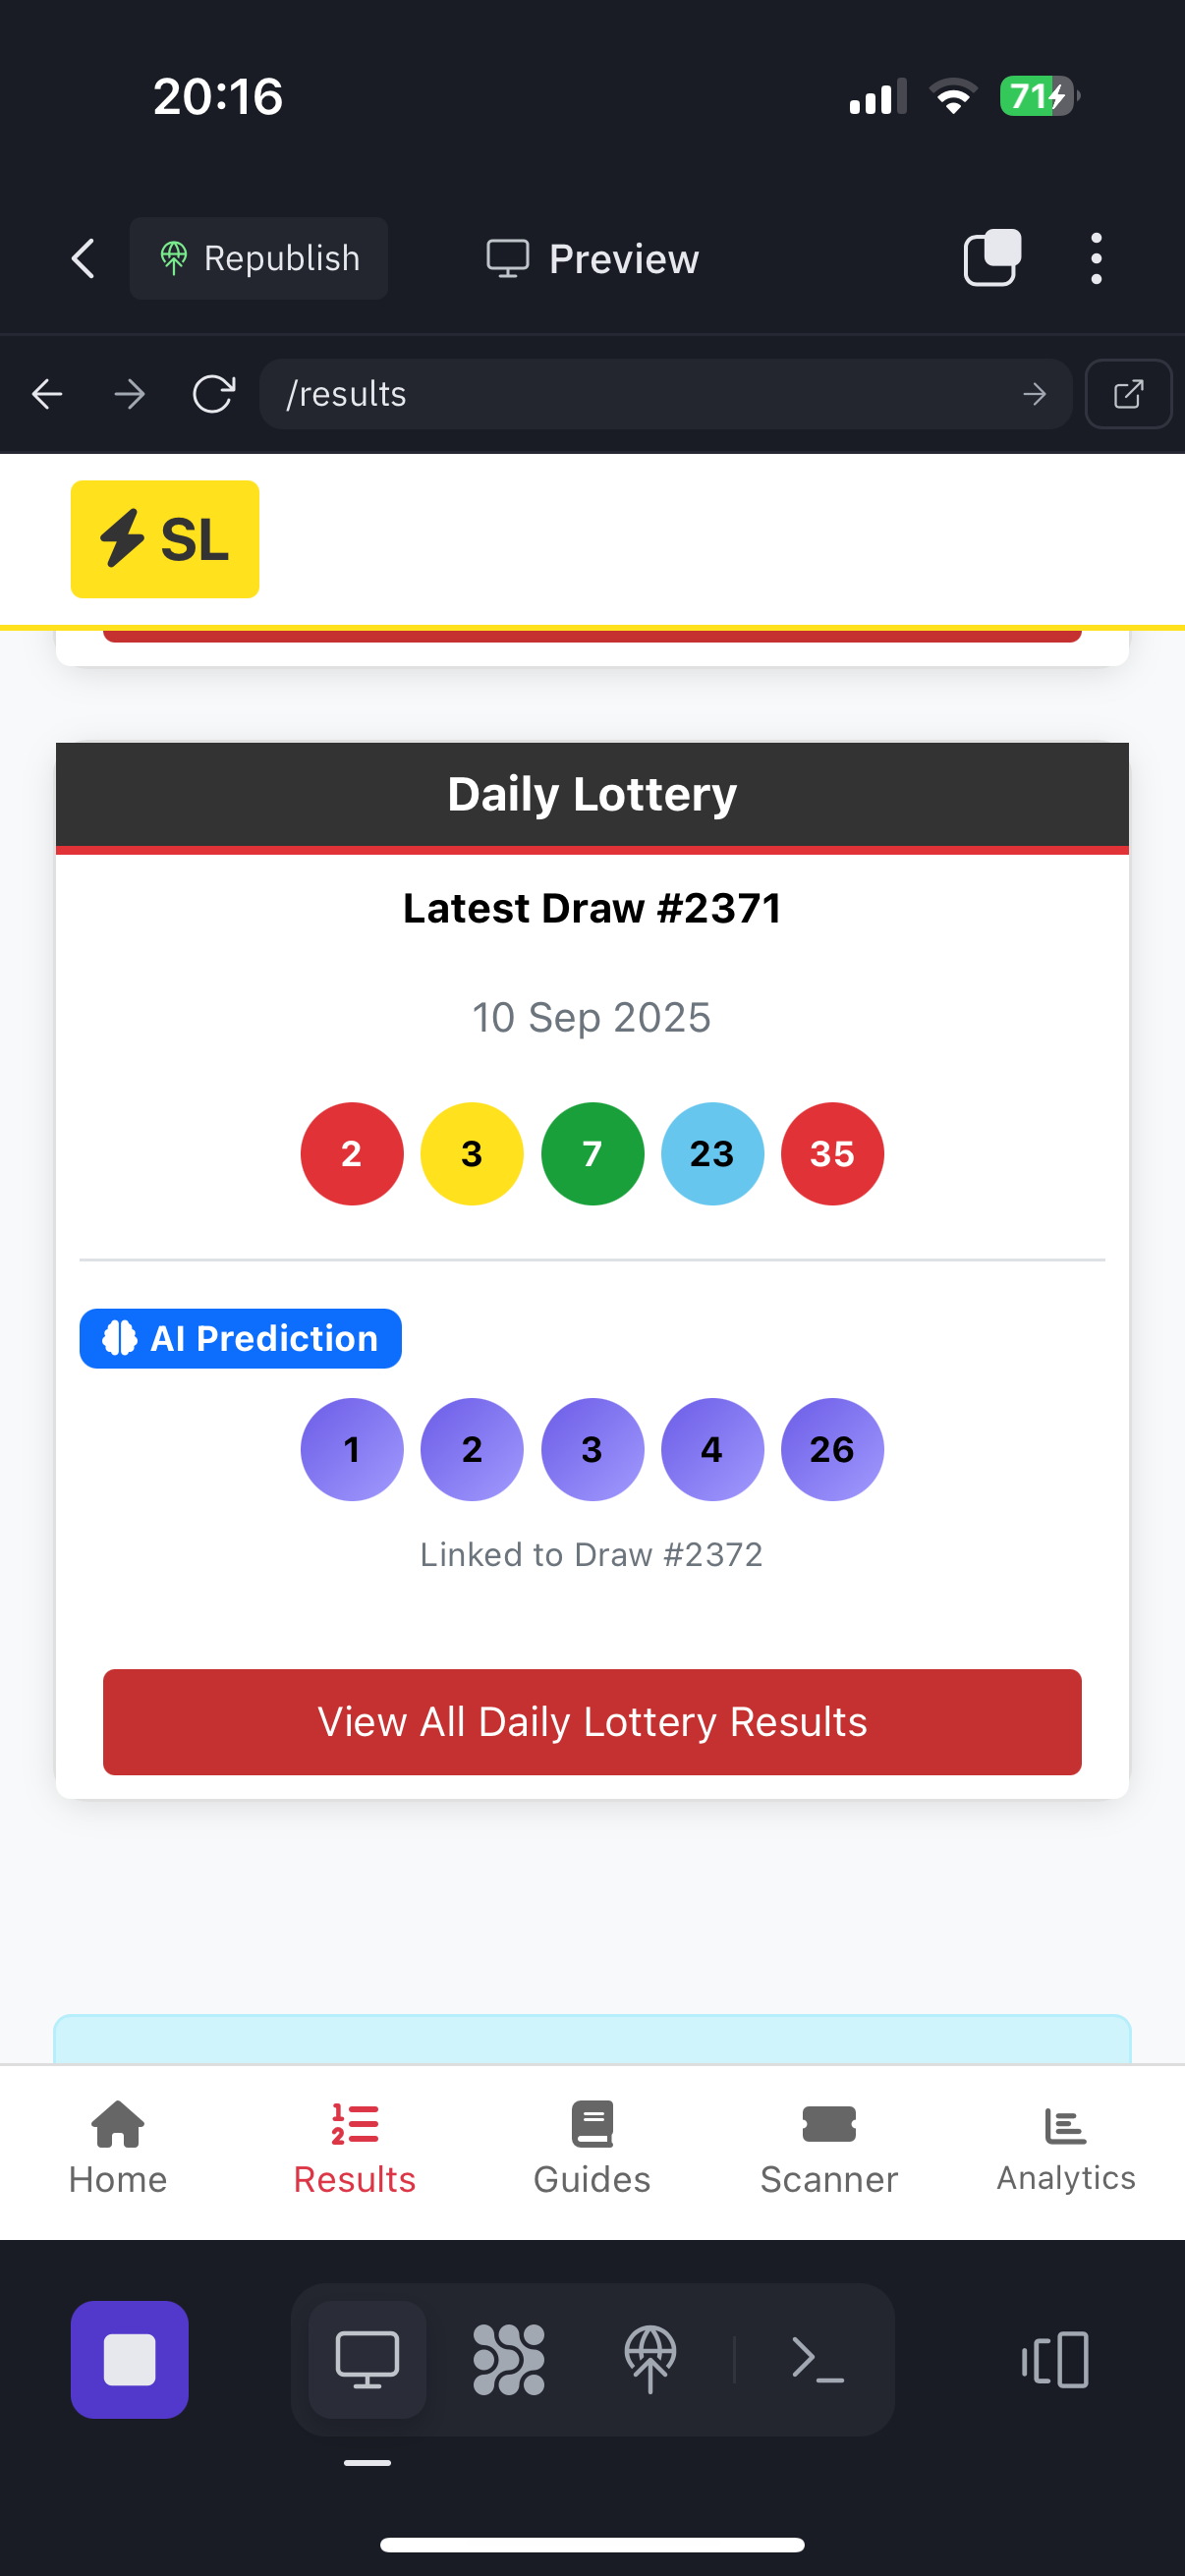 20:16
71
Republish
Preview
/results
SL
Daily Lottery
Latest Draw #2371
10 Sep 2025
2 3 7 23 35
AI Prediction
1 2 3 4 26
Linked to Draw #2372
View All Daily Lottery Results
Home
Results
Guides
Scanner
Analytics